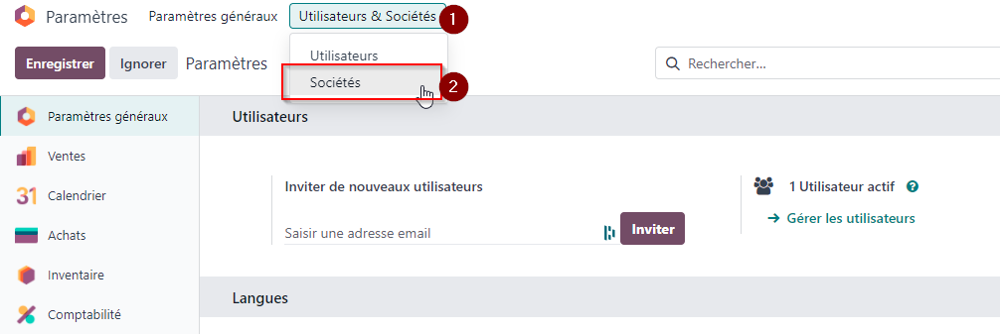 Paramètres Paramètres généraux Utilisateurs & Sociétés 1
Enregistrer Ignorer Paramètres Utilisateurs Rechercher...
Sociétés 2
Paramètres généraux Utilisateurs
Ventes
Inviter de nouveaux utilisateurs 1 Utilisateur actif ?
31 Calendrier
Gérer les utilisateurs
Achats Saisir une adresse email Inviter
Inventaire
Langues
Comptabilité